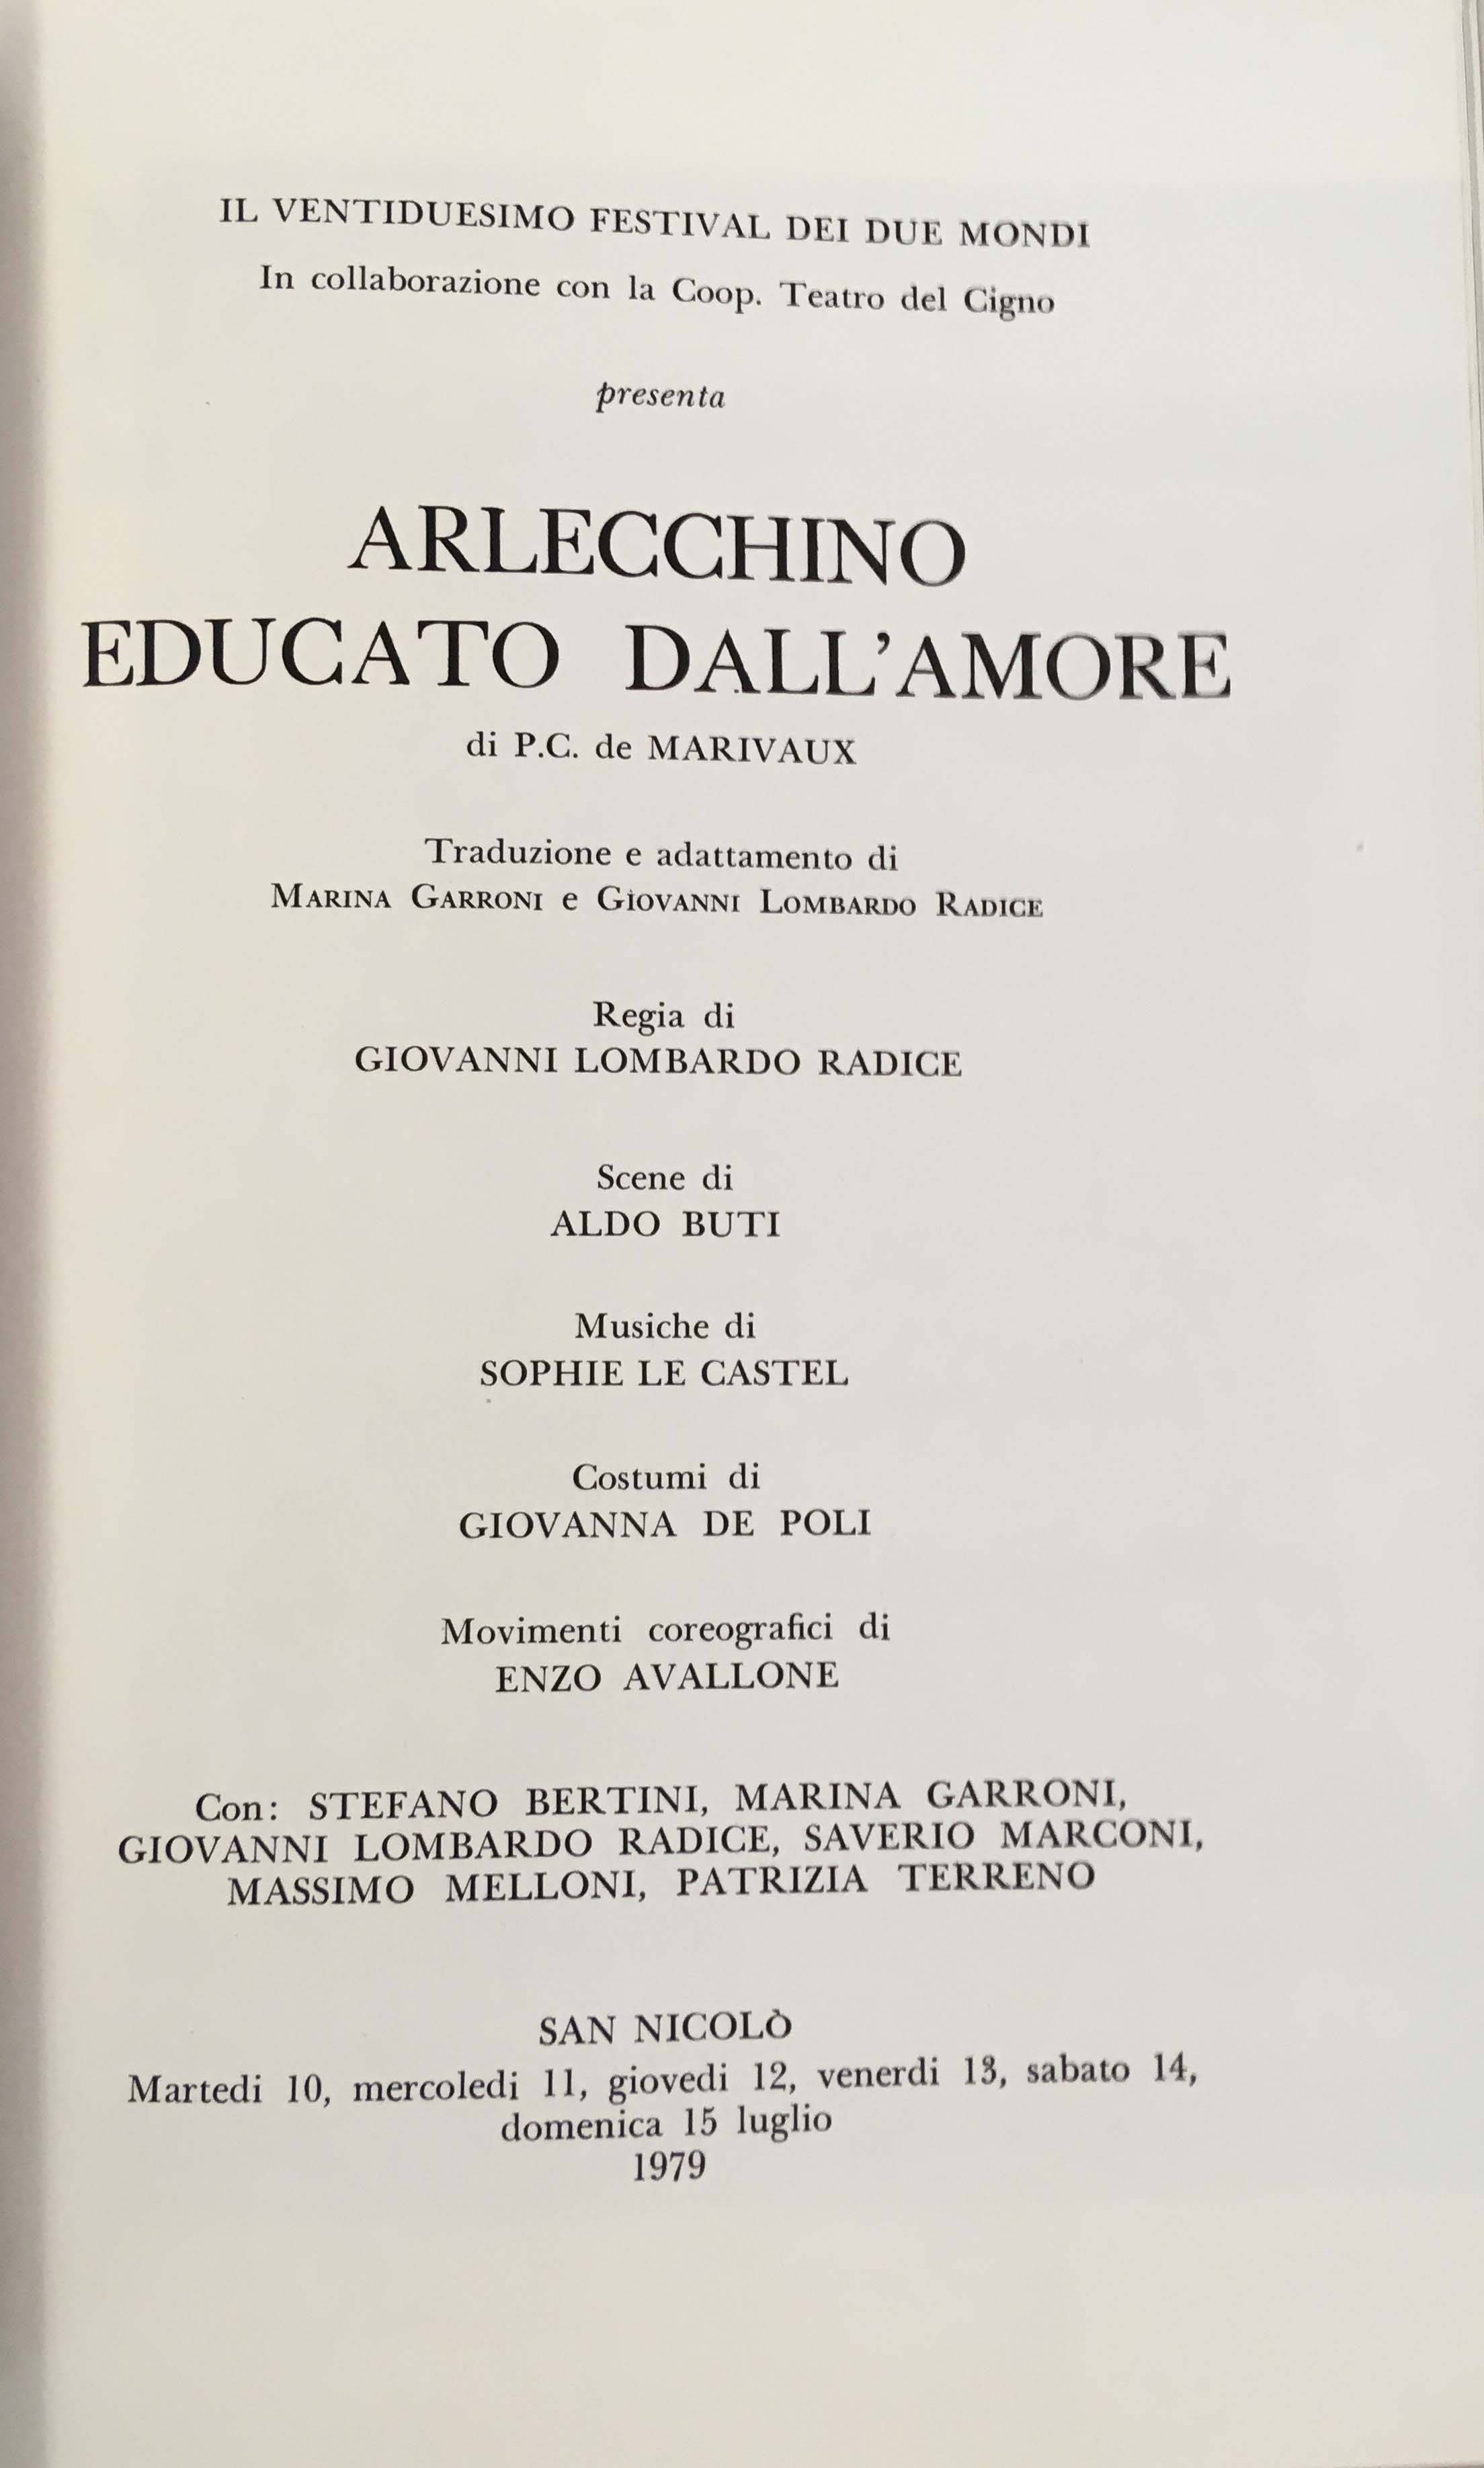 IL VENTIDUESIMO FESTIVAL DEI DUE MONDI
In collaborazione con la Coop. Teatro del Cigno
presenta
ARLECCHINO
EDUCATO DALL'AMORE
di P.C. de MARIVAUX
Traduzione e adattamento di
MARINA GARRONI e GIOVANNI LOMBARDO RADICE
Regia di
GIOVANNI LOMBARDO RADICE
Scene di
ALDO BUTI
Musiche di
SOPHIE LE CASTEL
Costumi di
GIOVANNA DE POLI
Movimenti coreografici di
ENZO AVALLONE
Con: STEFANO BERTINI, MARINA GARRONI,
GIOVANNI LOMBARDO RADICE, SAVERIO MARCONI,
MASSIMO MELLONI, PATRIZIA TERRENO
SAN NICOLÒ
Martedi 10, mercoledi 11, giovedi 12, venerdi 13, sabato 14,
domenica 15 luglio
1979